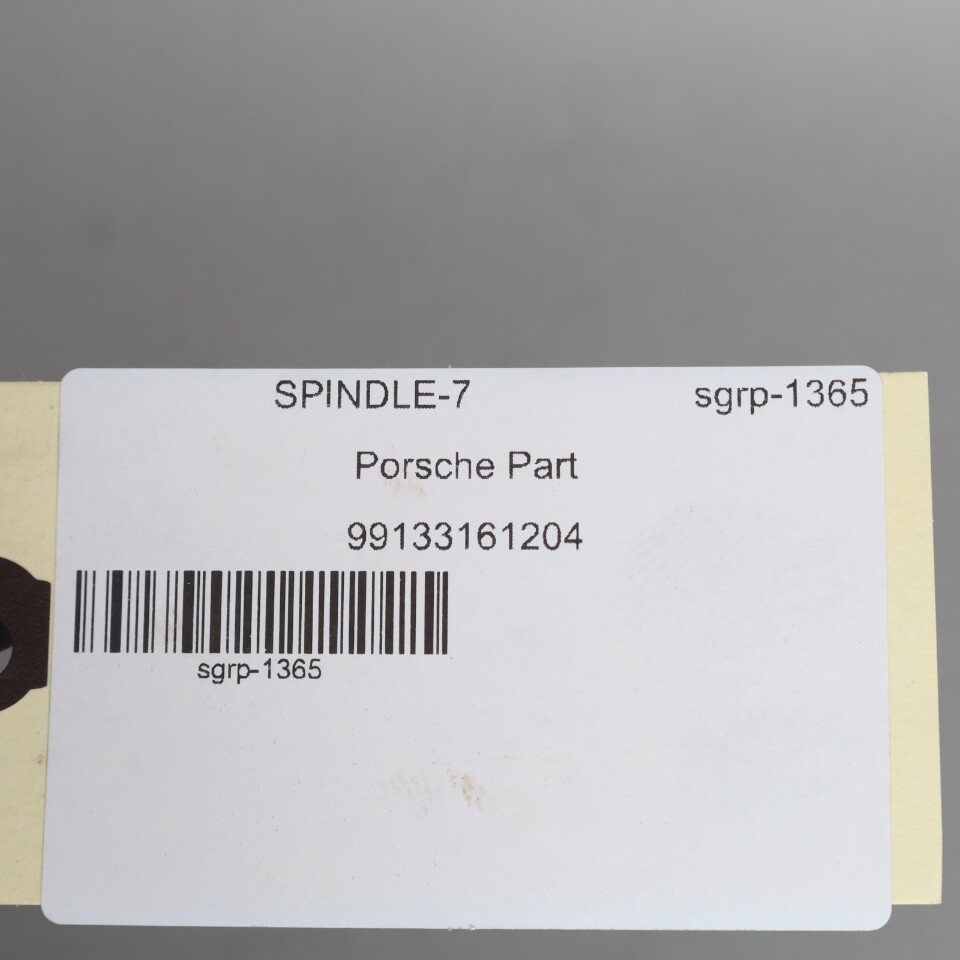 SPINDLE-7 sgrp-1365
Porsche Part
99133161204
sgrp-1365